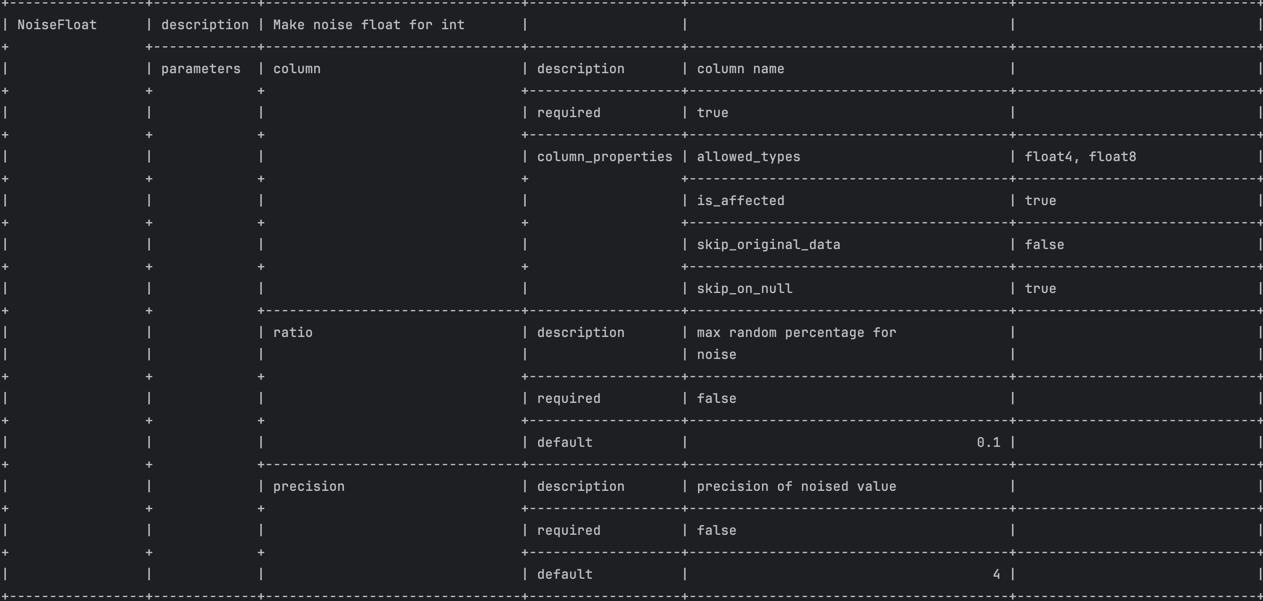 NoiseFloat description Make noise float for int
parameters column description column name
required true
column_properties allowed_types float4, float8
is_affected true
skip_original_data false
skip_on_null true
ratio description max random percentage for
noise
required false
default 0.1
precision description precision of noised value
required false
default 4